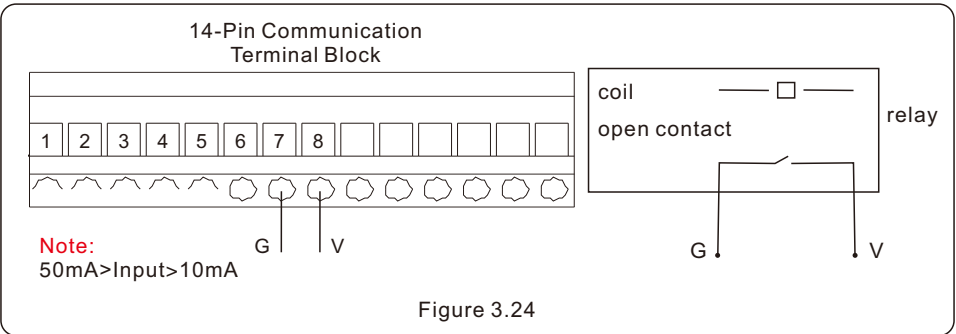 14-Pin Communication
Terminal Block
1 2 3 4 5 6 7 8
G V
Note:
50mA>Input>10mA
coil
open contact
relay
G V
Figure 3.24